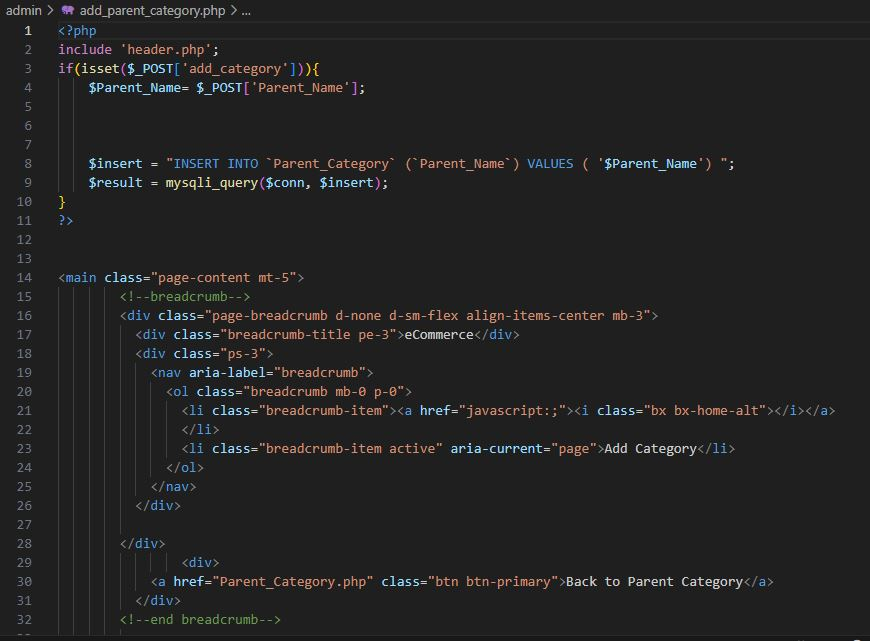 admin > add_parent_category.php > ...
1 <?php
2 include 'header.php';
3 if(isset($_POST['add_category'])){
4 $Parent_Name= $_POST['Parent_Name'];
5
6
7
8 $insert = "INSERT INTO `Parent_Category` (`Parent_Name`) VALUES ( '$Parent_Name') ";
9 $result = mysqli_query($conn, $insert);
10 }
11 ?>
12
13
14 <main class="page-content mt-5">
15 <!--breadcrumb-->
16 <div class="page-breadcrumb d-none d-sm-flex align-items-center mb-3">
17 <div class="breadcrumb-title pe-3">eCommerce</div>
18 <div class="ps-3">
19 <nav aria-label="breadcrumb">
20 <ol class="breadcrumb mb-0 p-0">
21 <li class="breadcrumb-item"><a href="javascript:;"><i class="bx bx-home-alt"></i></a>
22 </li>
23 <li class="breadcrumb-item active" aria-current="page">Add Category</li>
24 </ol>
25 </nav>
26 </div>
27
28 </div>
29 <div>
30 <a href="Parent_Category.php" class="btn btn-primary">Back to Parent Category</a>
31 </div>
32 <!--end breadcrumb-->